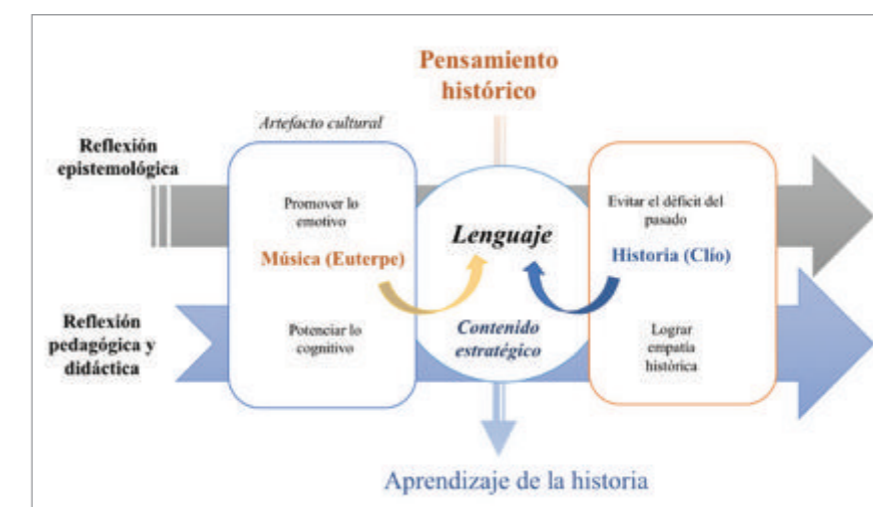 Pensamiento
histórico
Artefacto cultural
Reflexión
epistemológica
Promover lo
emotivo
Música (Euterpe)
Potenciar lo
cognitivo
Lenguaje
Contenido
estratégico
Evitar el déficit del
pasado
Historia (Clío)
Lograr
empatía
histórica
Reflexión
pedagógica y
didáctica
Aprendizaje de la historia